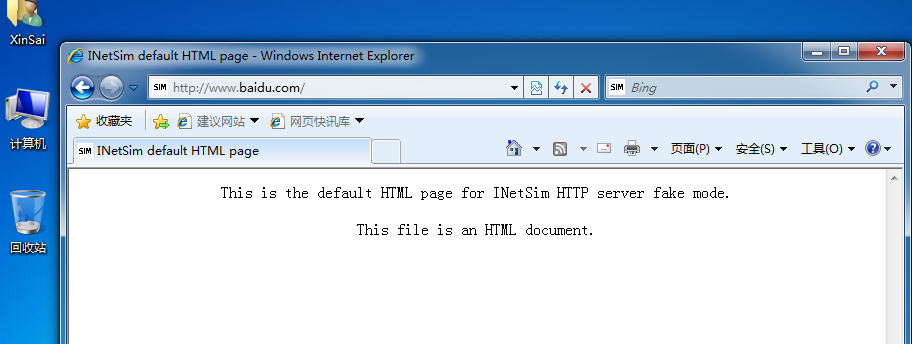 XinSai
INetSim default HTML page - Windows Internet Explorer
SIM http://www.baidu.com/
SIM Bing
收藏夹 建议网站 网页快讯库
SIM INetSim default HTML page
页面(P) 安全(S) 工具(O)
计算机
This is the default HTML page for INetSim HTTP server fake mode.
This file is an HTML document.
回收站